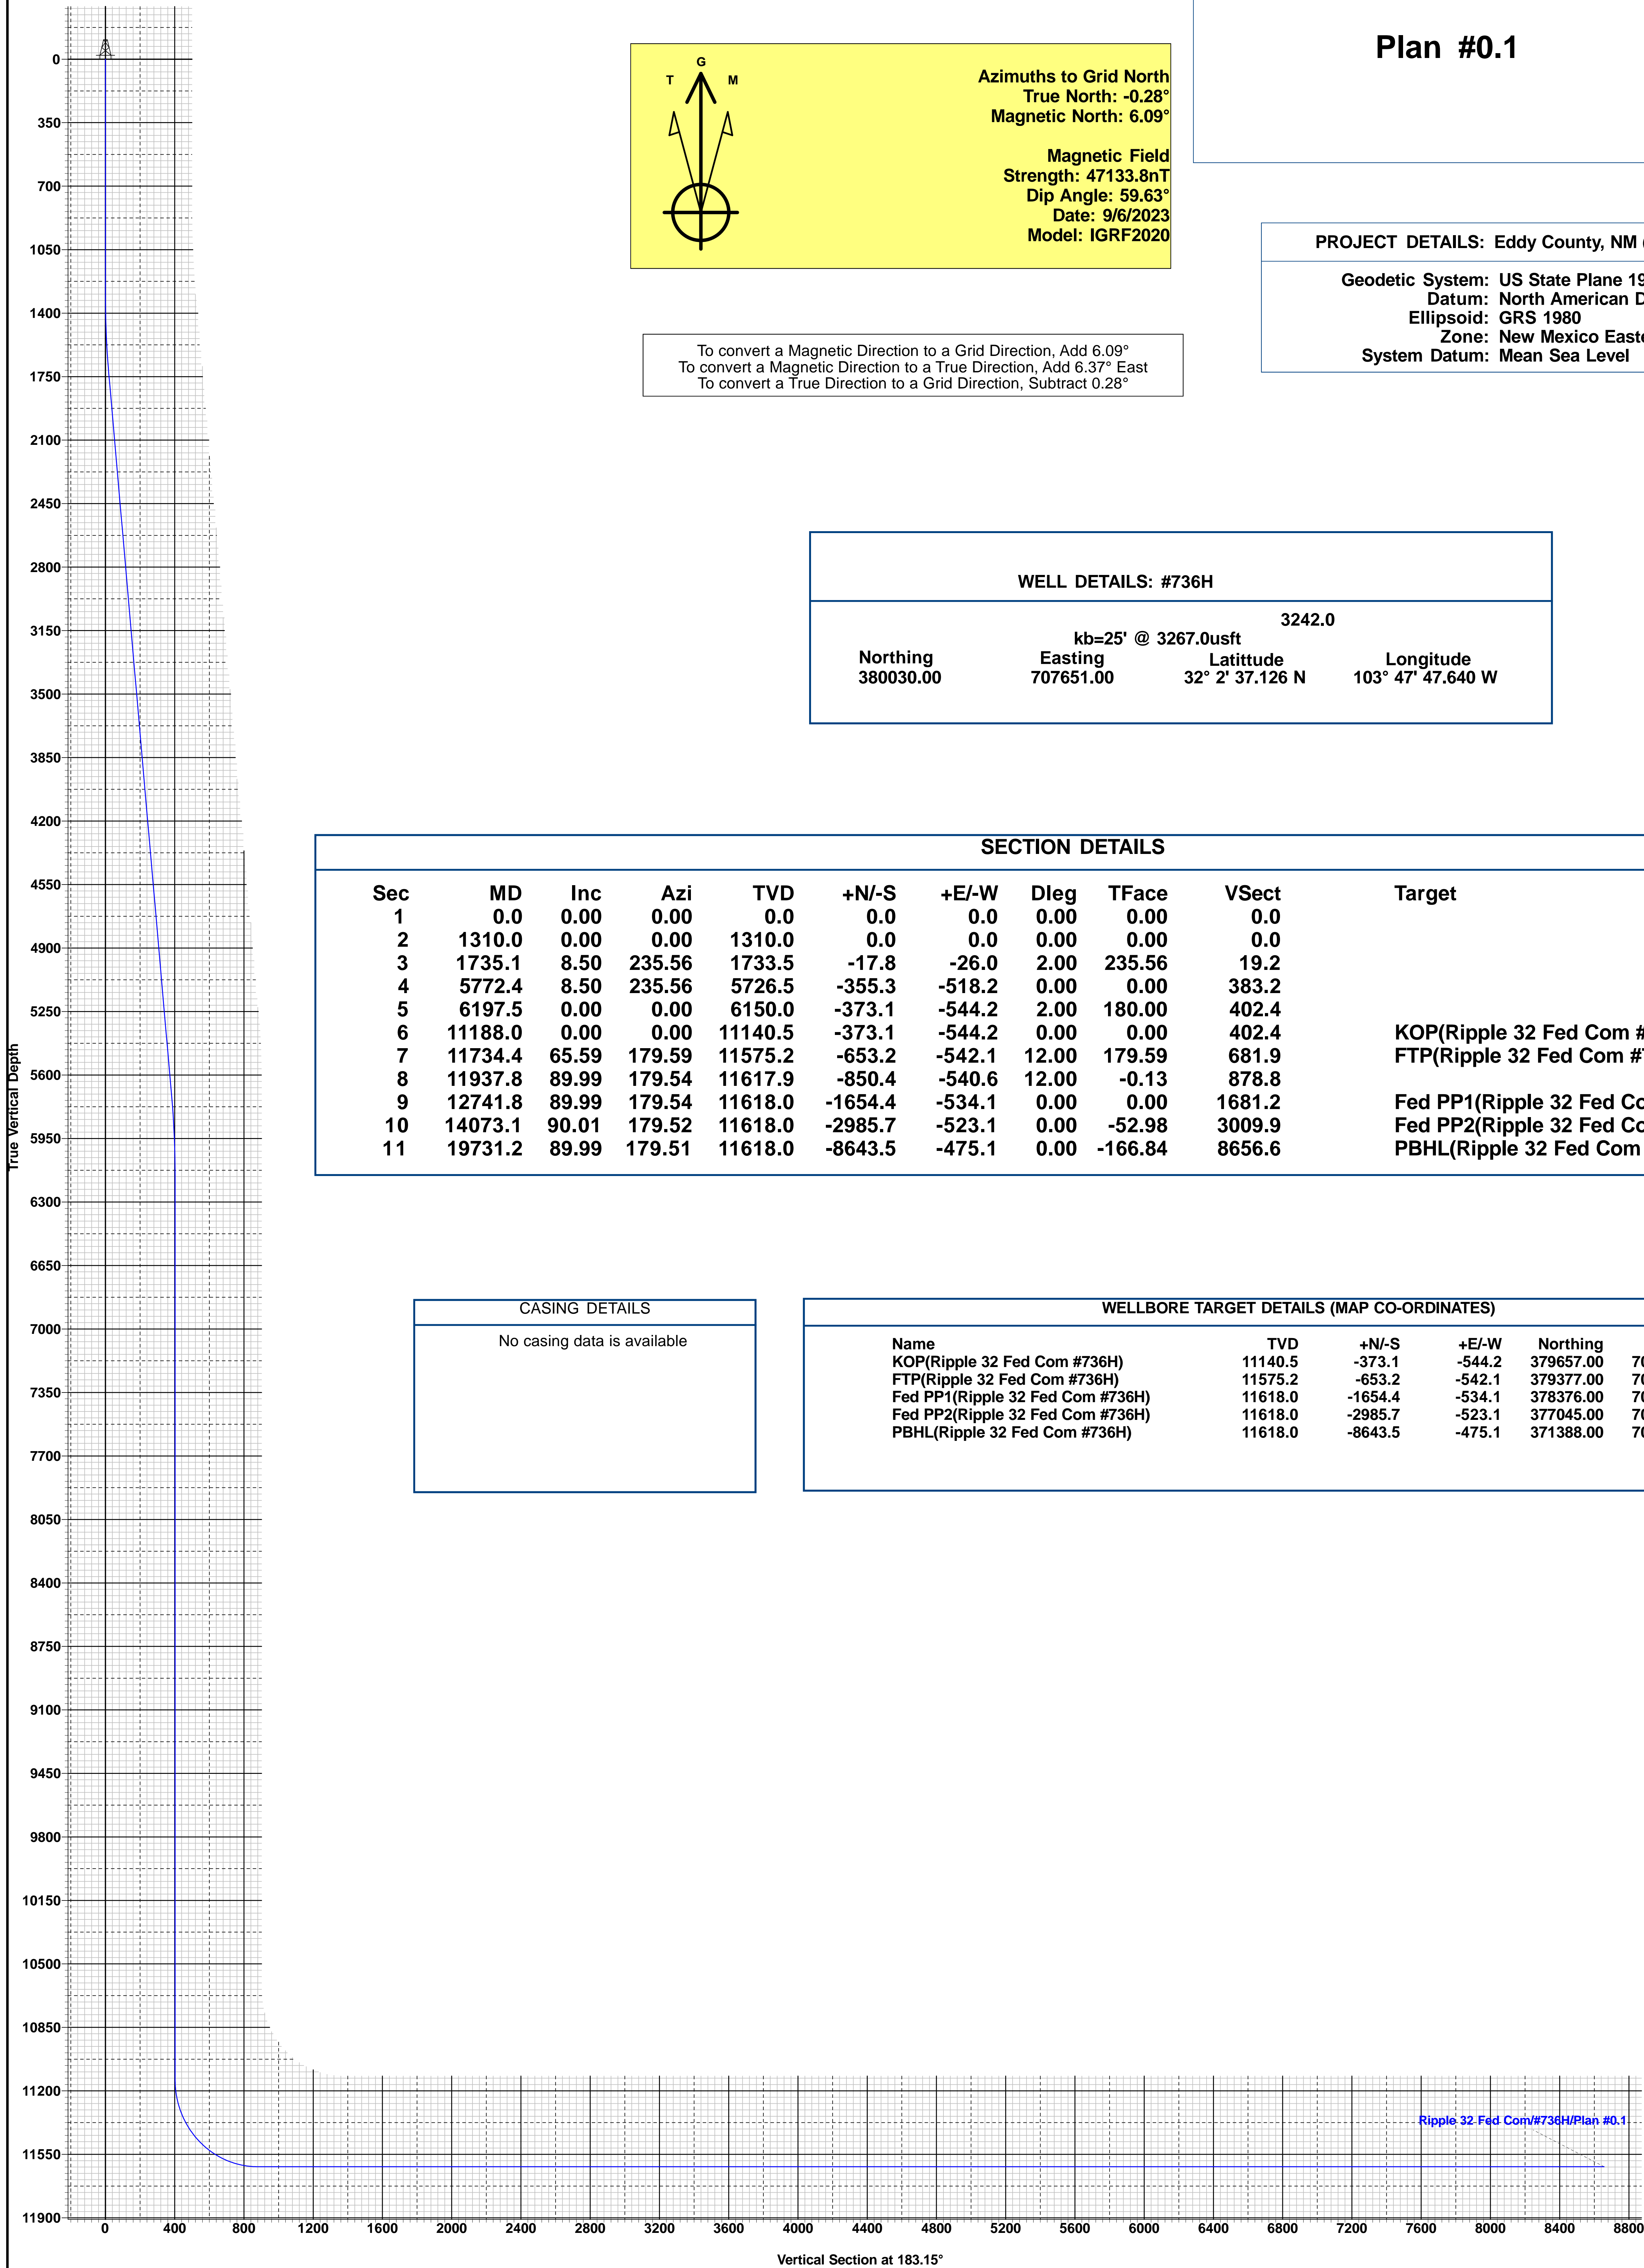 Plan #0.1
G
T M
Azimuths to Grid North
True North: -0.28°
Magnetic North: 6.09°
Magnetic Field
Strength: 47133.8nT
Dip Angle: 59.63°
Date: 9/6/2023
Model: IGRF2020
PROJECT DETAILS: Eddy County, NM
Geodetic System: US State Plane 19
Datum: North American D
Ellipsoid: GRS 1980
Zone: New Mexico Easte
System Datum: Mean Sea Level
To convert a Magnetic Direction to a Grid Direction, Add 6.09°
To convert a Magnetic Direction to a True Direction, Add 6.37° East
To convert a True Direction to a Grid Direction, Subtract 0.28°
WELL DETAILS: #736H
3242.0
kb=25' @ 3267.0usft
Northing Easting Latittude Longitude
380030.00 707651.00 32° 2' 37.126 N 103° 47' 47.640 W
SECTION DETAILS
Sec MD Inc Azi TVD +N/-S +E/-W Dleg TFace VSect Target
1 0.0 0.00 0.00 0.0 0.0 0.0 0.00 0.00 0.0
2 1310.0 0.00 0.00 1310.0 0.0 0.0 0.00 0.00 0.0
3 1735.1 8.50 235.56 1733.5 -17.8 -26.0 2.00 235.56 19.2
4 5772.4 8.50 235.56 5726.5 -355.3 -518.2 0.00 0.00 383.2
5 6197.5 0.00 0.00 6150.0 -373.1 -544.2 2.00 180.00 402.4
6 11188.0 0.00 0.00 11140.5 -373.1 -544.2 0.00 0.00 402.4 KOP(Ripple 32 Fed Com #
7 11734.4 65.59 179.59 11575.2 -653.2 -542.1 12.00 179.59 681.9 FTP(Ripple 32 Fed Com #
8 11937.8 89.99 179.54 11617.9 -850.4 -540.6 12.00 -0.13 878.8
9 12741.8 89.99 179.54 11618.0 -1654.4 -534.1 0.00 0.00 1681.2 Fed PP1(Ripple 32 Fed Co
10 14073.1 90.01 179.52 11618.0 -2985.7 -523.1 0.00 -52.98 3009.9 Fed PP2(Ripple 32 Fed Co
11 19731.2 89.99 179.51 11618.0 -8643.5 -475.1 0.00 -166.84 8656.6 PBHL(Ripple 32 Fed Com
CASING DETAILS
No casing data is available
WELLBORE TARGET DETAILS (MAP CO-ORDINATES)
Name TVD +N/-S +E/-W Northing
KOP(Ripple 32 Fed Com #736H) 11140.5 -373.1 -544.2 379657.00 70
FTP(Ripple 32 Fed Com #736H) 11575.2 -653.2 -542.1 379377.00 70
Fed PP1(Ripple 32 Fed Com #736H) 11618.0 -1654.4 -534.1 378376.00 70
Fed PP2(Ripple 32 Fed Com #736H) 11618.0 -2985.7 -523.1 377045.00 70
PBHL(Ripple 32 Fed Com #736H) 11618.0 -8643.5 -475.1 371388.00 70
True Vertical Depth
0
350
700
1050
1400
1750
2100
2450
2800
3150
3500
3850
4200
4550
4900
5250
5600
5950
6300
6650
7000
7350
7700
8050
8400
8750
9100
9450
9800
10150
10500
10850
11200
11550
11900
Ripple 32 Fed Com/#736H/Plan #0.1
0 400 800 1200 1600 2000 2400 2800 3200 3600 4000 4400 4800 5200 5600 6000 6400 6800 7200 7600 8000 8400 8800
Vertical Section at 183.15°